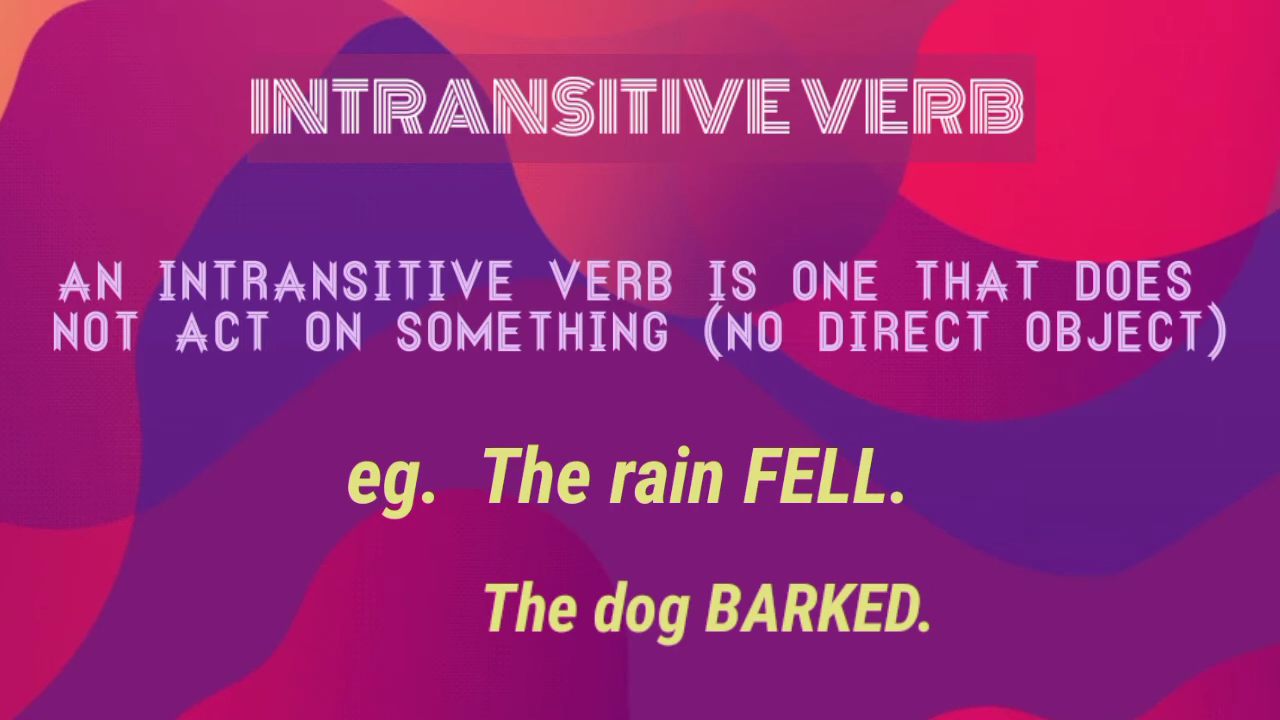 INTRANSITIVE VERB
AN INTRANSITIVE VERB IS ONE THAT DOES
NOT ACT ON SOMETHING (NO DIRECT OBJECT)
eg. The rain FELL.
The dog BARKED.